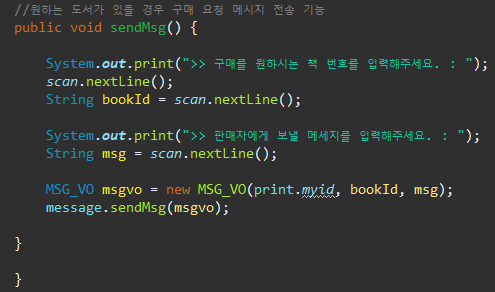 //원하는 도서가 있을 경우 구매 요청 메시지 전송 기능
public void sendMsg() {
System.out.print(">> 구매를 원하시는 책 번호를 입력해주세요. : ");
scan.nextLine();
String bookId = scan.nextLine();
System.out.print(">> 판매자에게 보낼 메세지를 입력해주세요. : ");
String msg = scan.nextLine();
MSG_VO msgvo = new MSG_VO(print.myid, bookId, msg);
message.sendMsg(msgvo);
}
}